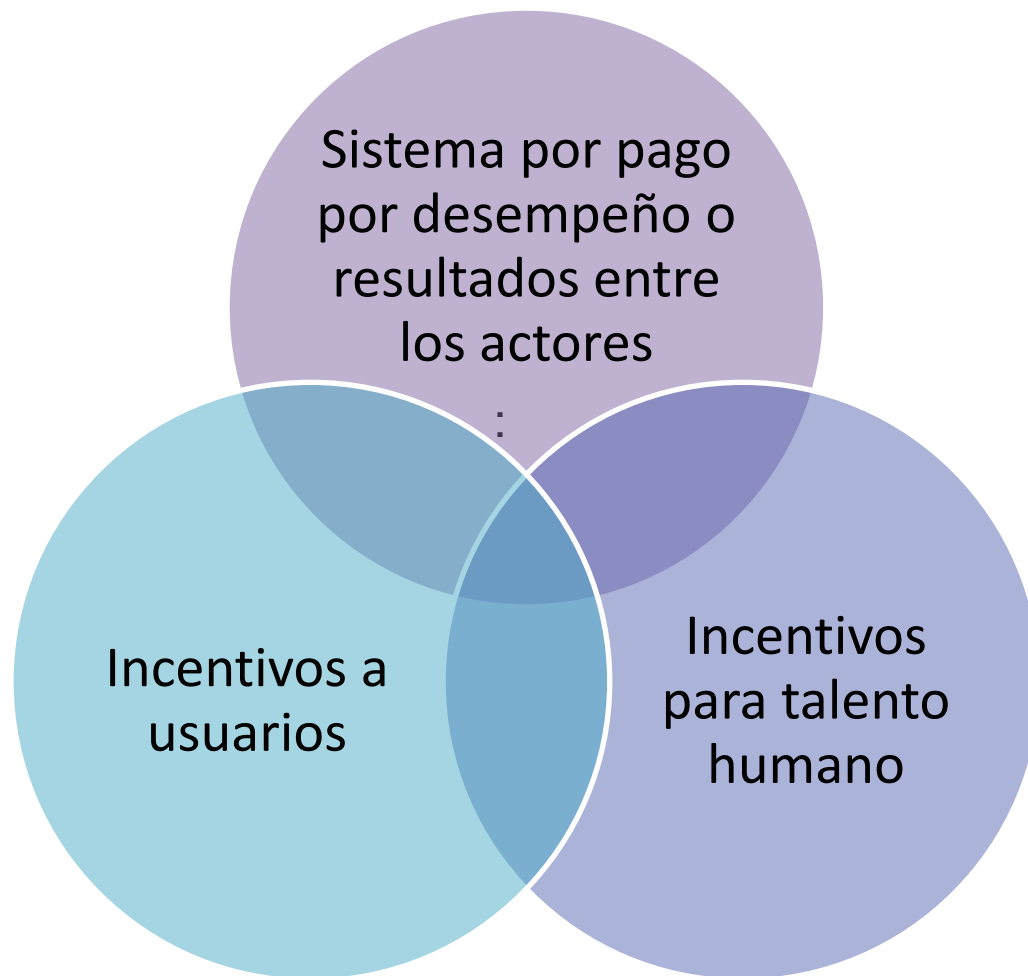 Sistema por pago
por desempeño o
resultados entre
los actores
:
Incentivos a
usuarios
Incentivos
para talento
humano